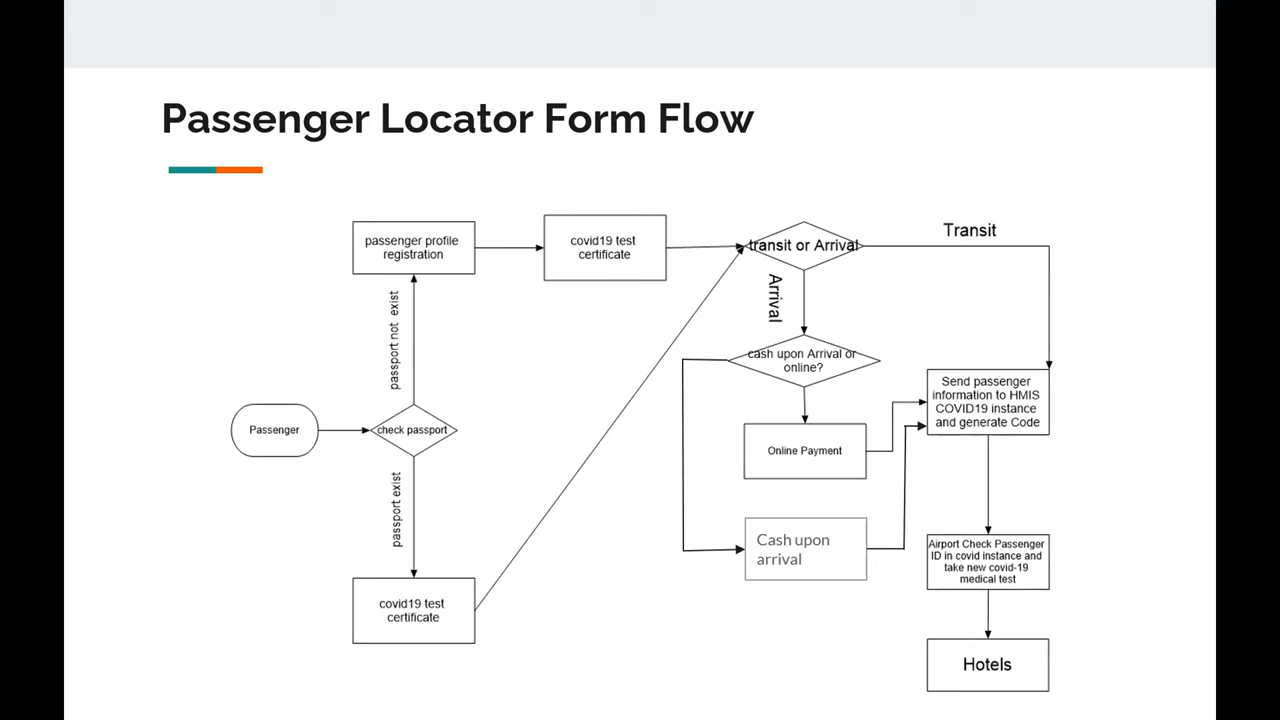 Passenger Locator Form Flow
passenger profile
registration
covid19 test
certificate
transit or Arrival
Transit
Arrival
passport not exist
cash upon Arrival or
online?
Send passenger
information to HMIS
COVID19 instance
and generate Code
Passenger
check passport
Online Payment
passport exist
Cash upon
arrival
Airport Check Passenger
ID in covid instance and
take new covid-19
medical test
covid19 test
certificate
Hotels